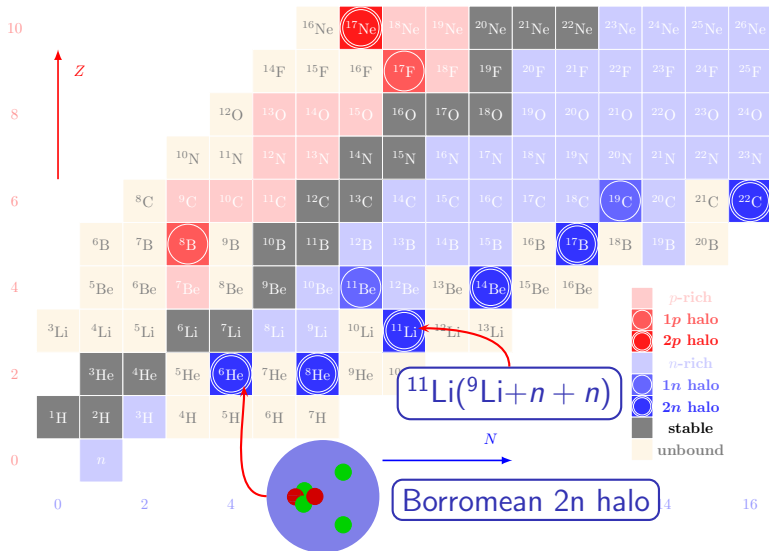 10 ¹⁶Ne ¹⁷Ne ¹⁸Ne ¹⁹Ne ²⁰Ne ²¹Ne ²²Ne ²³Ne ²⁴Ne ²⁵Ne ²⁶Ne
Z ¹⁴F ¹⁵F ¹⁶F ¹⁷F ¹⁸F ¹⁹F ²⁰F ²¹F ²²F ²³F ²⁴F ²⁵F
8 ¹²O ¹³O ¹⁴O ¹⁵O ¹⁶O ¹⁷O ¹⁸O ¹⁹O ²⁰O ²¹O ²²O ²³O ²⁴O
¹⁰N ¹¹N ¹²N ¹³N ¹⁴N ¹⁵N ¹⁶N ¹⁷N ¹⁸N ¹⁹N ²⁰N ²¹N ²²N ²³N
6 ⁸C ⁹C ¹⁰C ¹¹C ¹²C ¹³C ¹⁴C ¹⁵C ¹⁶C ¹⁷C ¹⁸C ¹⁹C ²⁰C ²¹C ²²C
⁶B ⁷B ⁸B ⁹B ¹⁰B ¹¹B ¹²B ¹³B ¹⁴B ¹⁵B ¹⁶B ¹⁷B ¹⁸B ¹⁹B ²⁰B
4 ⁵Be ⁶Be ⁷Be ⁸Be ⁹Be ¹⁰Be ¹¹Be ¹²Be ¹³Be ¹⁴Be ¹⁵Be ¹⁶Be
³Li ⁴Li ⁵Li ⁶Li ⁷Li ⁸Li ⁹Li ¹⁰Li ¹¹Li ¹²Li ¹³Li
2 ³He ⁴He ⁵He ⁶He ⁷He ⁸He ⁹He ¹⁰
¹H ²H ³H ⁴H ⁵H ⁶H ⁷H
0 n
0 2 4 14 16
N
¹¹Li(⁹Li+n + n)
Borromean 2n halo
p-rich
1p halo
2p halo
n-rich
1n halo
2n halo
stable
unbound